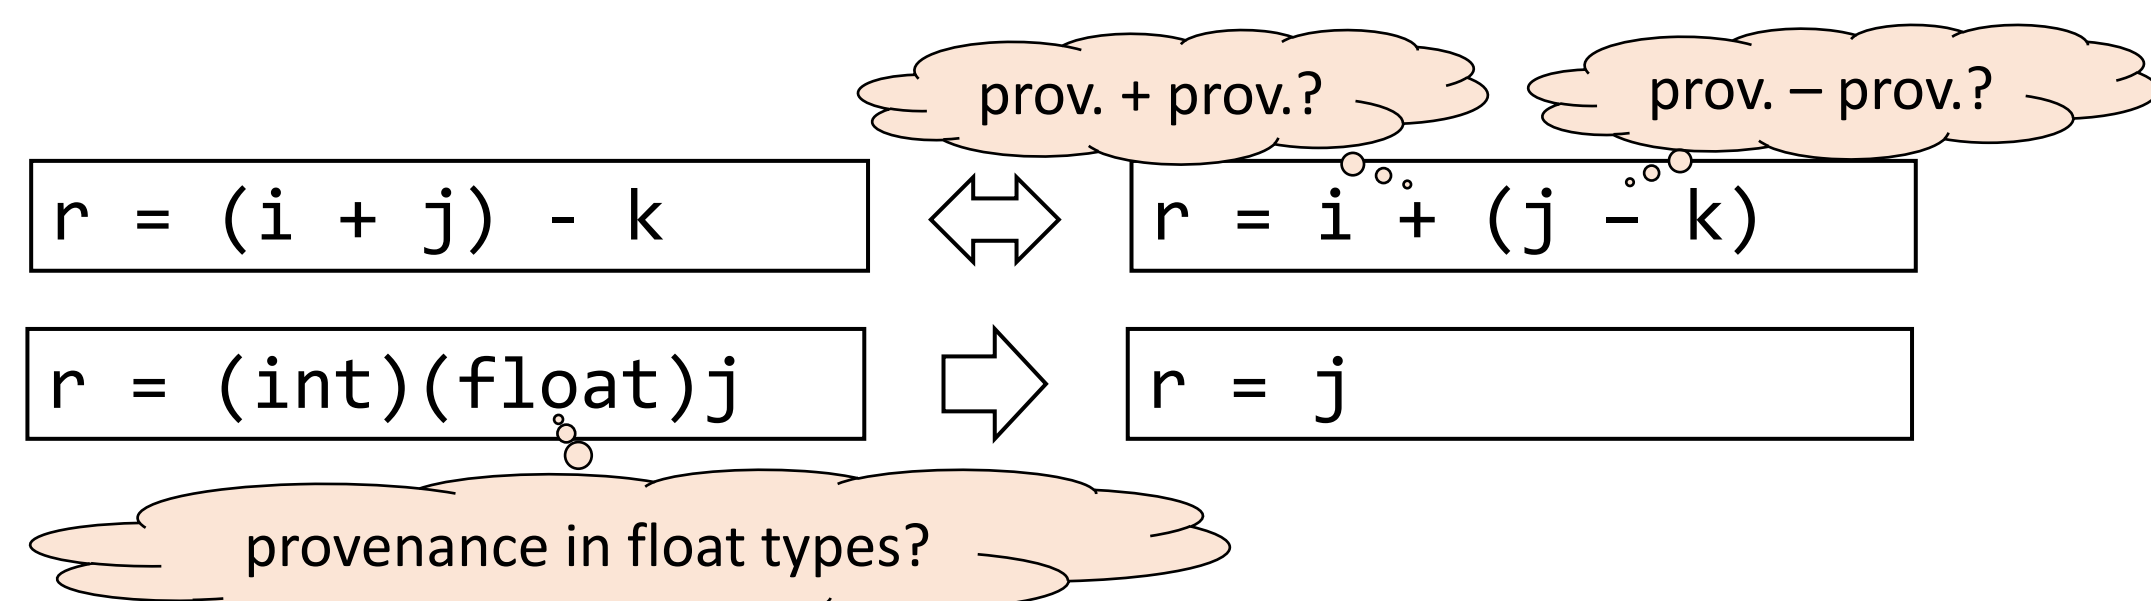 prov. + prov.?
prov. – prov.?
r = (i + j) - k
r = i + (j – k)
r = (int)(float)j
r = j
provenance in float types?